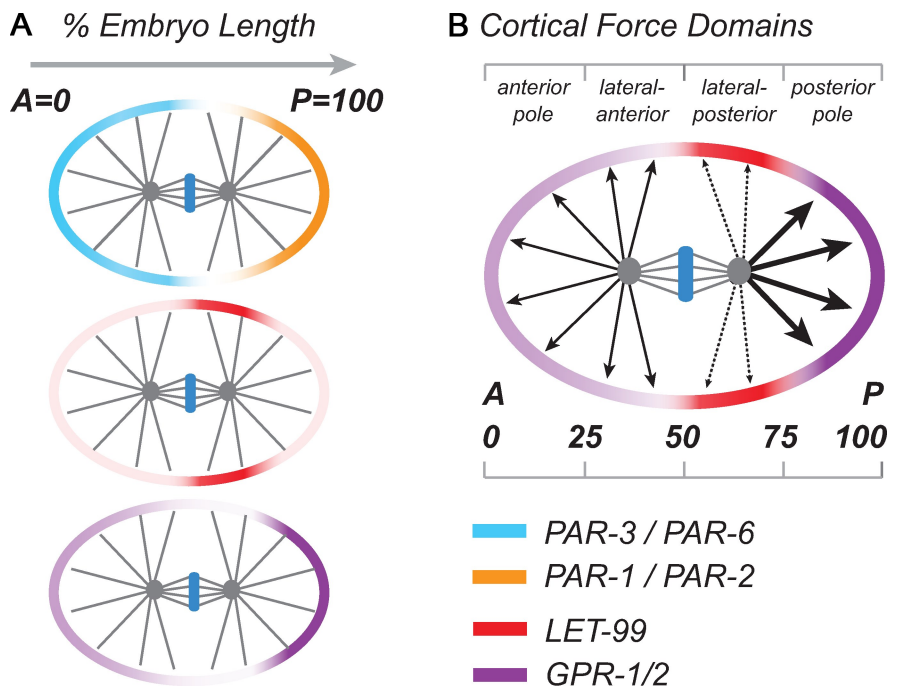 A % Embryo Length
A=0 P=100
B Cortical Force Domains
anterior pole
lateral-anterior
lateral-posterior
posterior pole
A P
0 25 50 75 100
PAR-3 / PAR-6
PAR-1 / PAR-2
LET-99
GPR-1/2